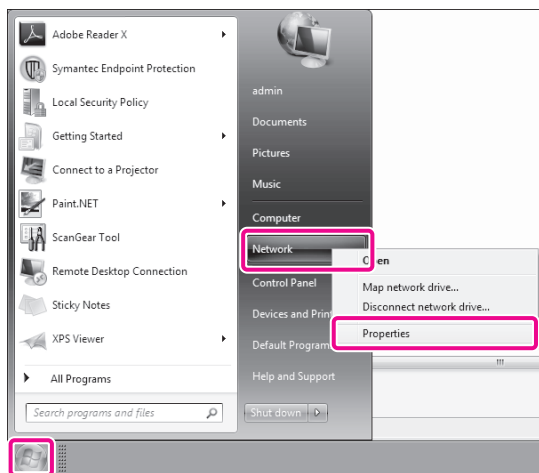 Adobe Reader X
Symantec Endpoint Protection
Local Security Policy
Getting Started
Connect to a Projector
Paint.NET
ScanGear Tool
Remote Desktop Connection
Sticky Notes
XPS Viewer
All Programs
Search programs and files
admin
Documents
Pictures
Music
Computer
Network
Control Panel
Devices and Prin
Default Program
Help and Support
Shut down
Map network drive...
Disconnect network drive...
Properties